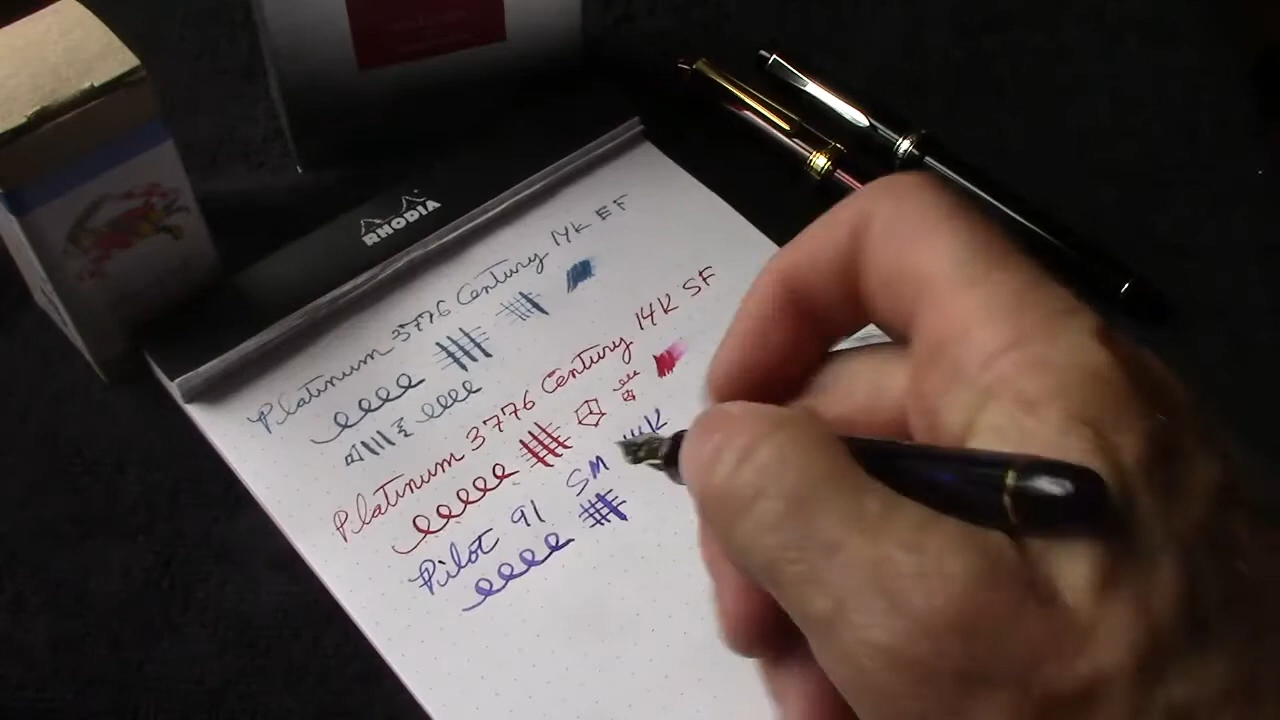 RHODIA
Platinum 3776 Century 14K EF
Platinum 3776 Century 14K SF
Pilot 91 SM 14K